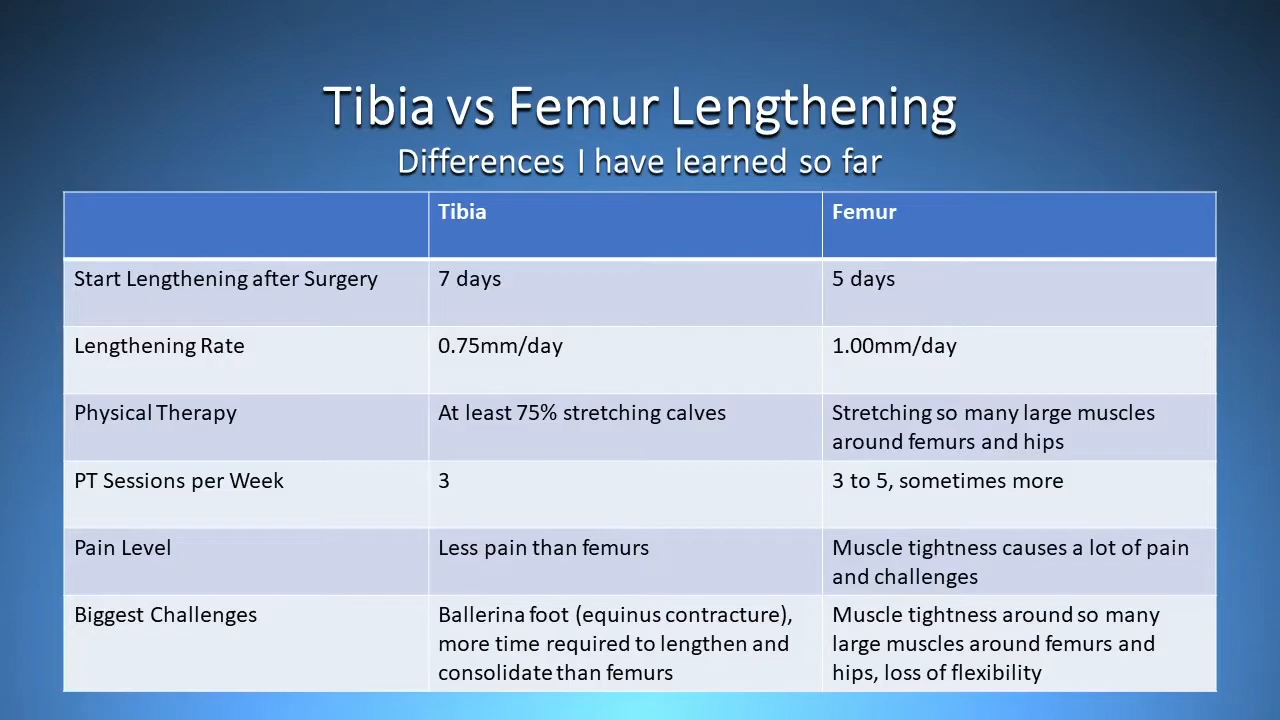 Tibia vs Femur Lengthening
Differences I have learned so far
Tibia
Femur
Start Lengthening after Surgery
7 days
5 days
Lengthening Rate
0.75mm/day
1.00mm/day
Physical Therapy
At least 75% stretching calves
Stretching so many large muscles
around femurs and hips
PT Sessions per Week
3
3 to 5, sometimes more
Pain Level
Less pain than femurs
Muscle tightness causes a lot of pain
and challenges
Biggest Challenges
Ballerina foot (equinus contracture),
more time required to lengthen and
consolidate than femurs
Muscle tightness around so many
large muscles around femurs and
hips, loss of flexibility